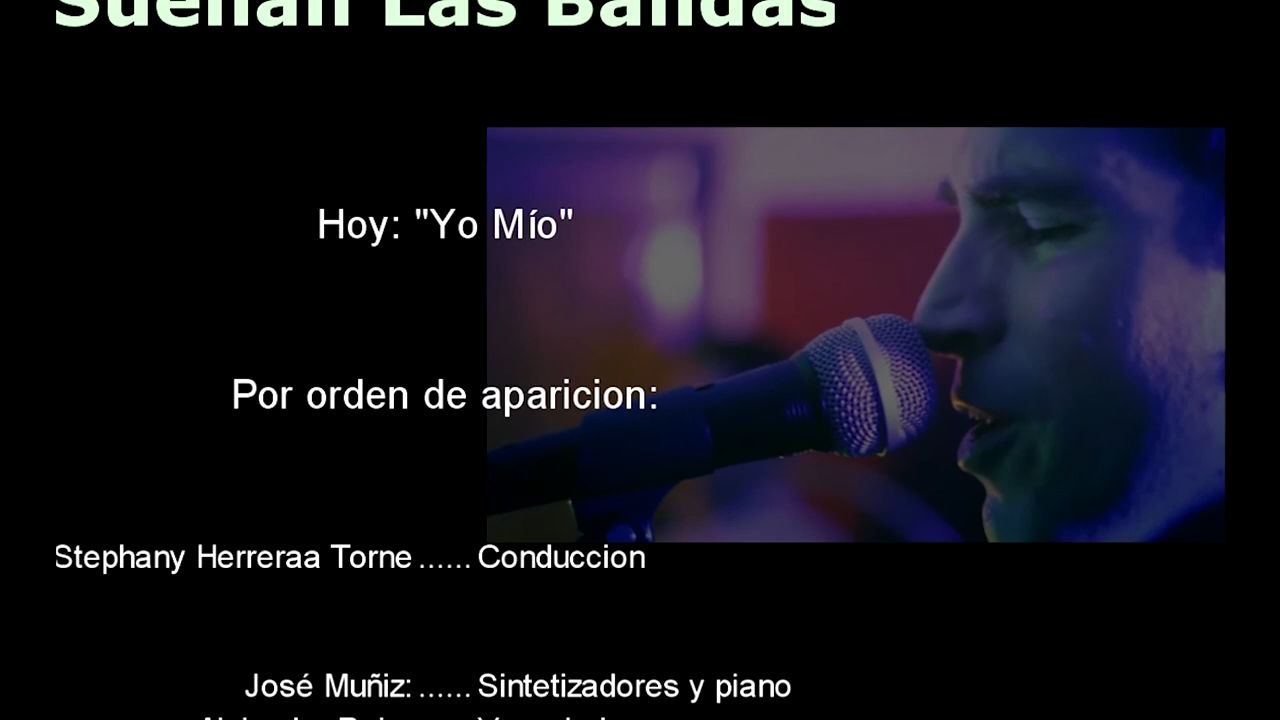 Suenan Las Bandas
Hoy: "Yo Mío"
Por orden de aparicion:
Stephany Herreraa Torne ...... Conduccion
José Muñiz: ...... Sintetizadores y piano